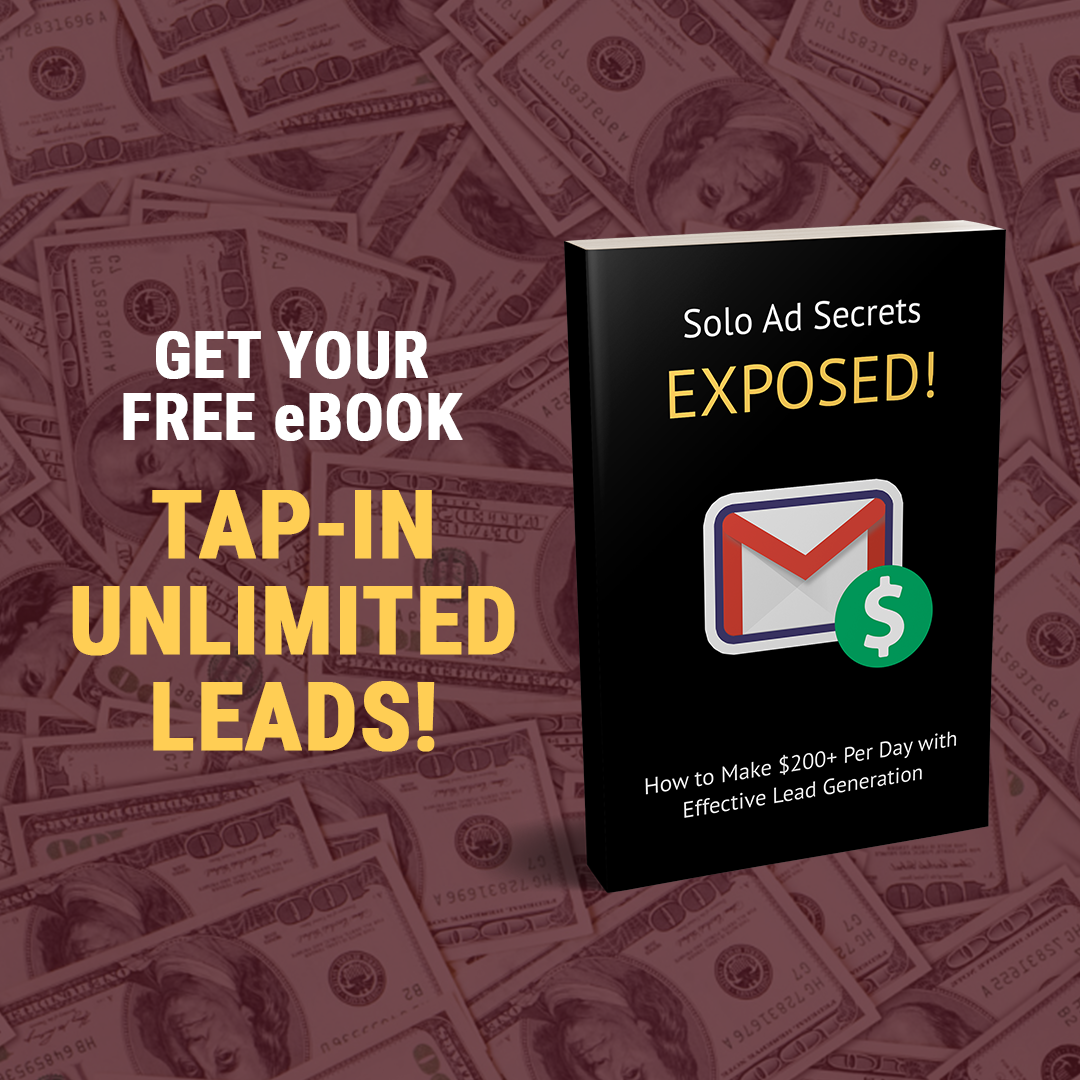 GET YOUR
FREE eBOOK
TAP-IN
UNLIMITED
LEADS!
Solo Ad Secrets
EXPOSED!
$
How to Make $200+ Per Day with
Effective Lead Generation